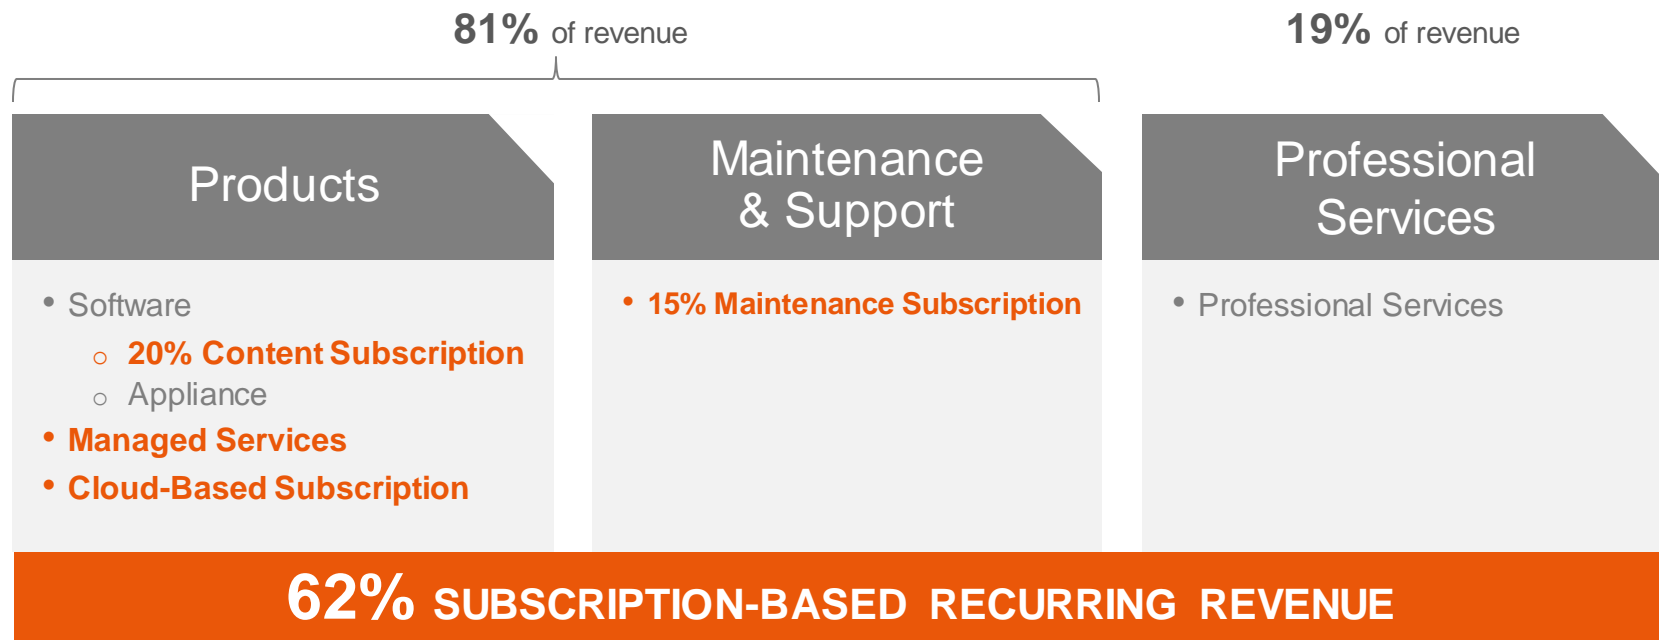 81% of revenue
19% of revenue
Products
Maintenance
& Support
Professional
Services
• Software
o 20% Content Subscription
o Appliance
• Managed Services
• Cloud-Based Subscription
• 15% Maintenance Subscription
• Professional Services
62% SUBSCRIPTION-BASED RECURRING REVENUE